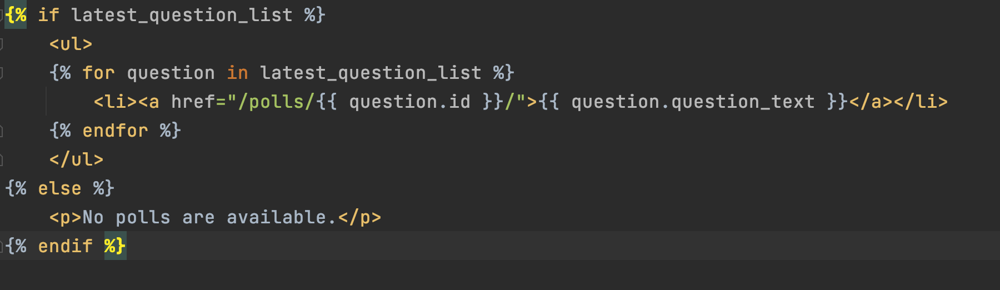 {% if latest_question_list %}
    <ul>
    {% for question in latest_question_list %}
        <li><a href="/polls/{{ question.id }}/">{{ question.question_text }}</a></li>
    {% endfor %}
    </ul>
{% else %}
    <p>No polls are available.</p>
{% endif %}